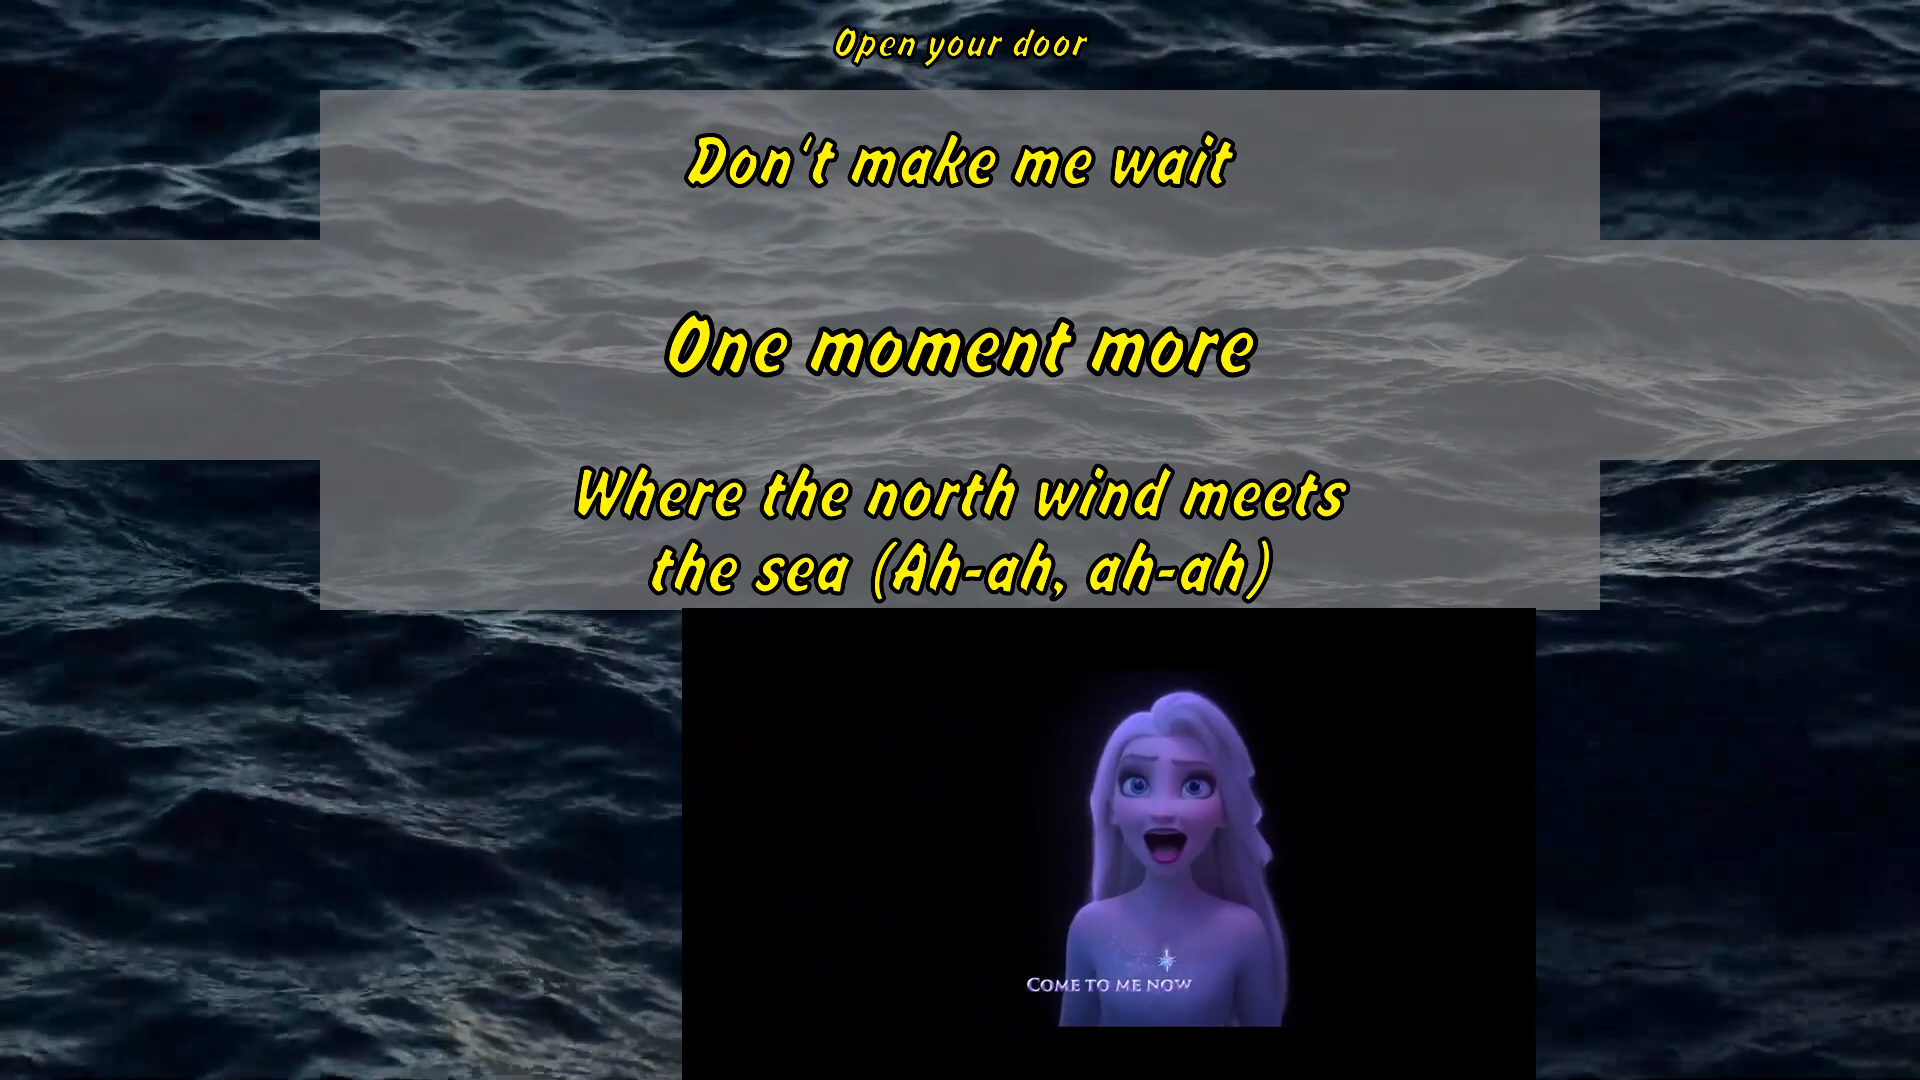 Open your door
Don't make me wait
One moment more
Where the north wind meets
the sea (Ah-ah, ah-ah)
Come to me now